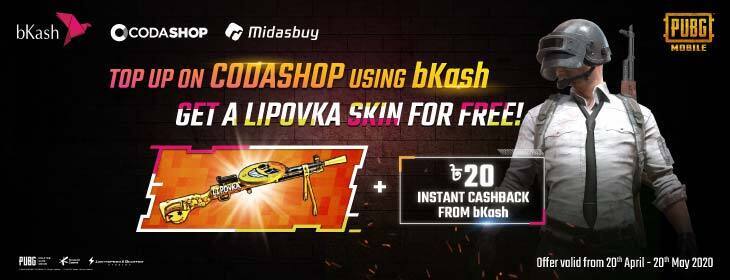 bKash CODASHOP Midasbuy
PUBG
MOBILE
TOP UP ON CODASHOP USING bKash
GET A LIPOVKA SKIN FOR FREE!
LIPOVKA
+
৳20
INSTANT CASHBACK
FROM bKash
PUBG
Offer valid from 20th April - 20th May 2020